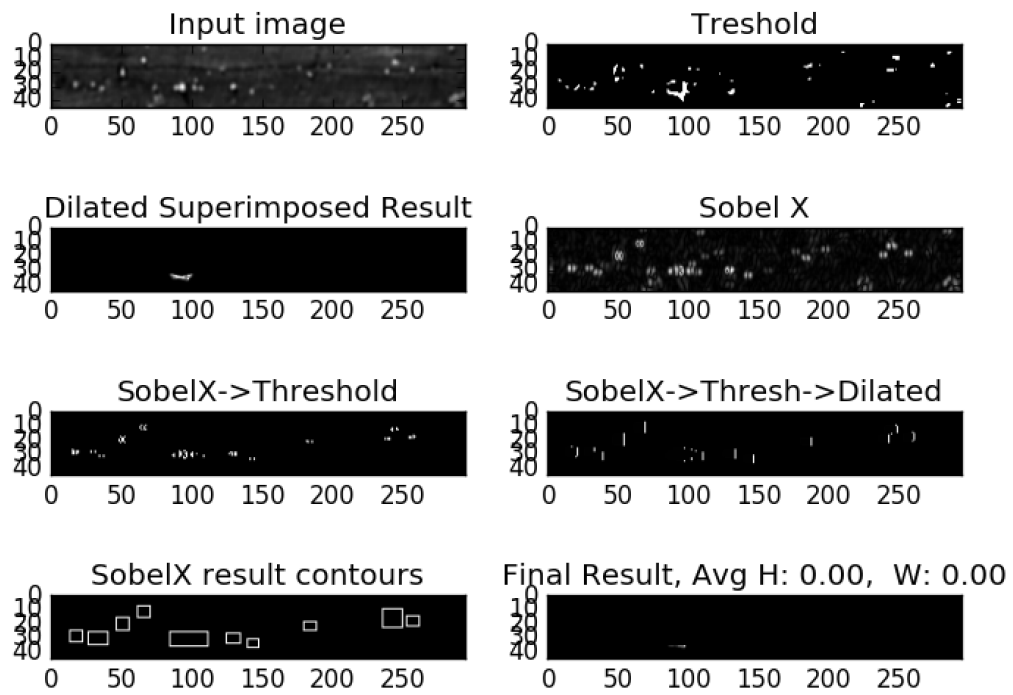 Input image
Treshold
0
10
20
30
40
0 50 100 150 200 250
0
10
20
30
40
0 50 100 150 200 250
Dilated Superimposed Result
Sobel X
0
10
20
30
40
0 50 100 150 200 250
0
10
20
30
40
0 50 100 150 200 250
SobelX->Threshold
SobelX->Thresh->Dilated
0
10
20
30
40
0 50 100 150 200 250
0
10
20
30
40
0 50 100 150 200 250
SobelX result contours
Final Result, Avg H: 0.00,  W: 0.00
0
10
20
30
40
0 50 100 150 200 250
0
10
20
30
40
0 50 100 150 200 250